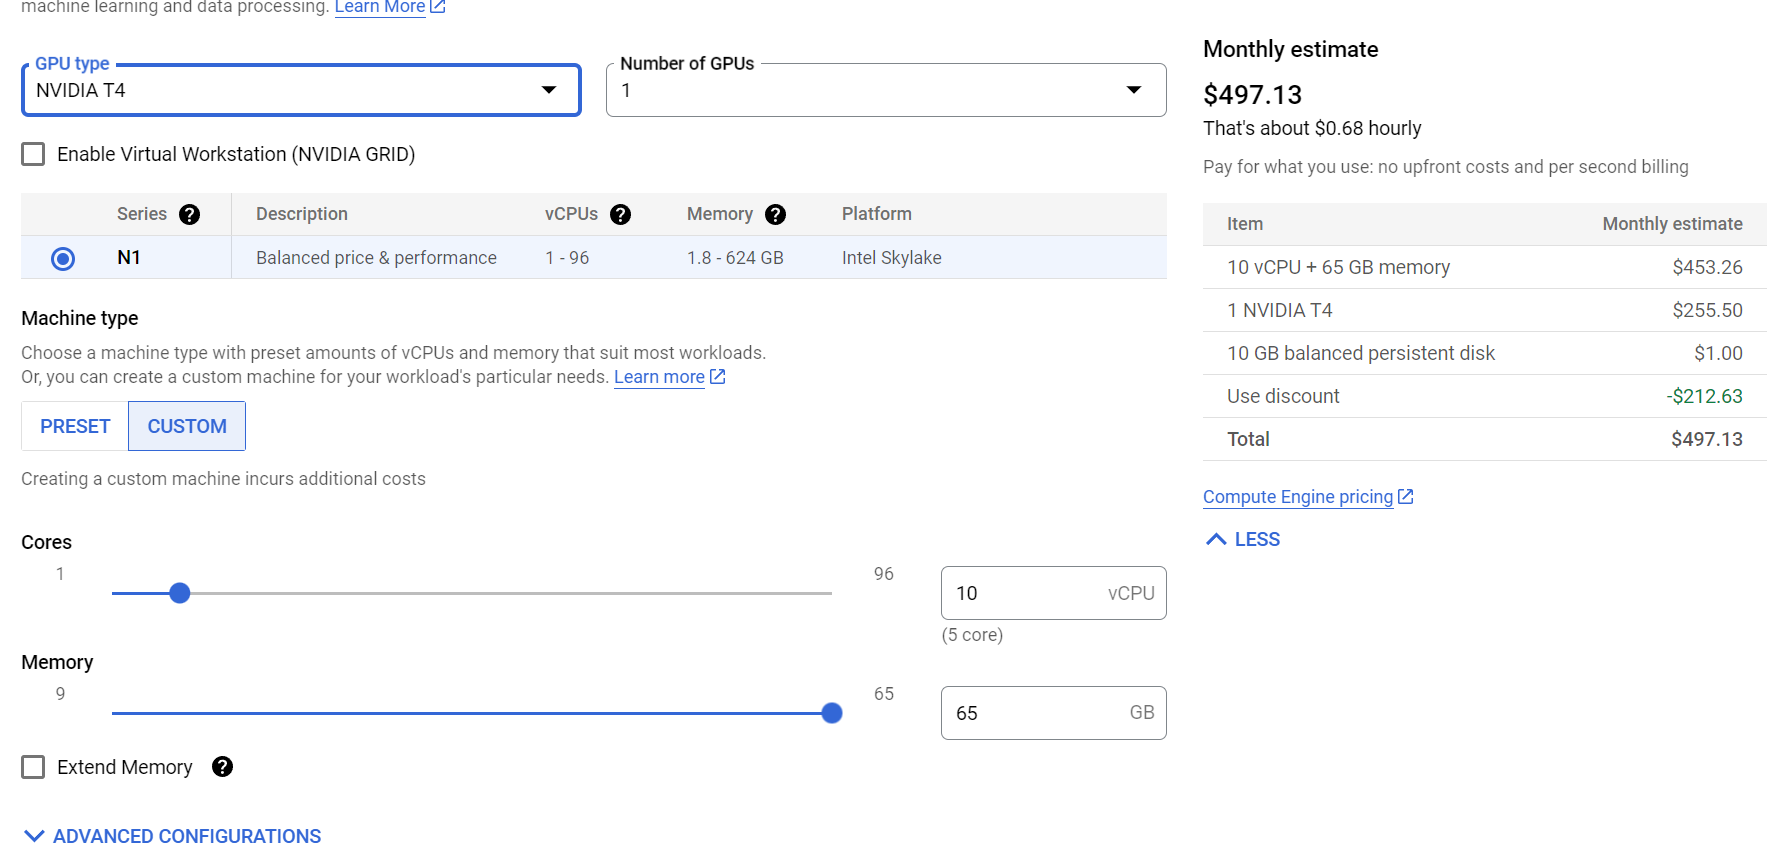 machine learning and data processing. Learn More
GPU type
NVIDIA T4
Number of GPUs
1
Enable Virtual Workstation (NVIDIA GRID)
Series Description vCPUs Memory Platform
N1 Balanced price & performance 1 - 96 1.8 - 624 GB Intel Skylake
Machine type
Choose a machine type with preset amounts of vCPUs and memory that suit most workloads.
Or, you can create a custom machine for your workload's particular needs. Learn more
PRESET CUSTOM
Creating a custom machine incurs additional costs
Cores
1 96
10 vCPU
(5 core)
Memory
9 65
65 GB
Extend Memory
ADVANCED CONFIGURATIONS
Monthly estimate
$497.13
That's about $0.68 hourly
Pay for what you use: no upfront costs and per second billing
Item Monthly estimate
10 vCPU + 65 GB memory $453.26
1 NVIDIA T4 $255.50
10 GB balanced persistent disk $1.00
Use discount -$212.63
Total $497.13
Compute Engine pricing
LESS